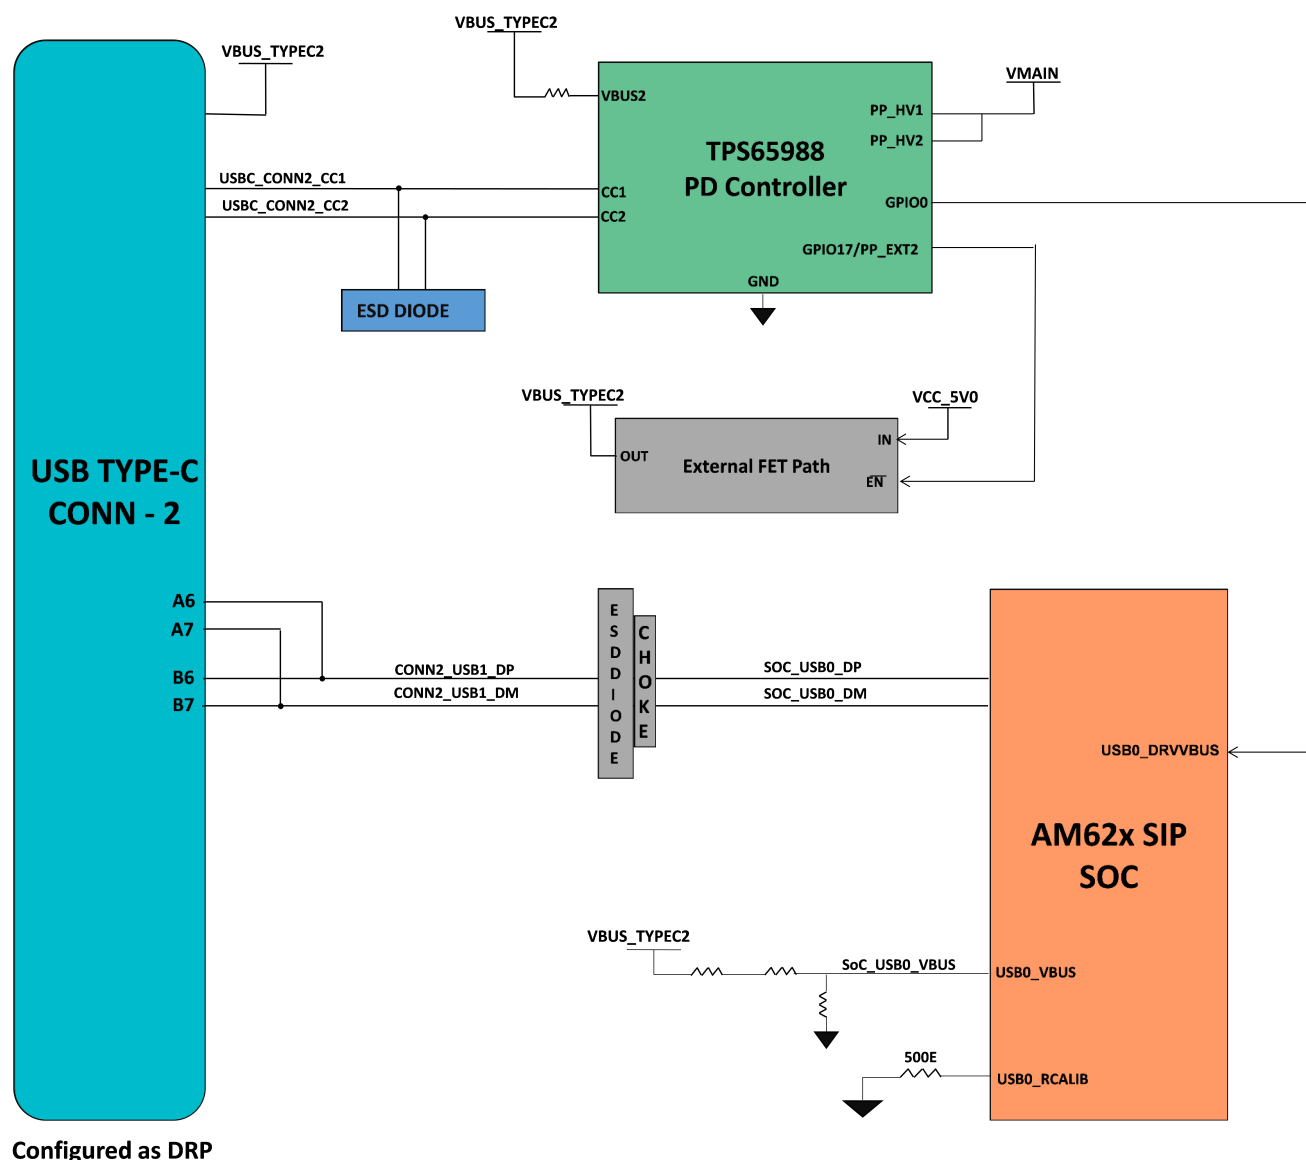 VBUS_TYPEC2
VBUS_TYPEC2
VMAIN
VBUS2
PP_HV1
PP_HV2
TPS65988
PD Controller
USBC_CONN2_CC1
CC1
USBC_CONN2_CC2
CC2
GPIO0
GPIO17/PP_EXT2
GND
ESD DIODE
VBUS_TYPEC2
VCC_5V0
IN
OUT
External FET Path
EN
USB TYPE-C
CONN - 2
A6
A7
B6
B7
CONN2_USB1_DP
CONN2_USB1_DM
ESDDIODE
CHOKE
SOC_USB0_DP
SOC_USB0_DM
USB0_DRVVBUS
AM62x SIP
SOC
VBUS_TYPEC2
SoC_USB0_VBUS
USB0_VBUS
500E
USB0_RCALIB
Configured as DRP